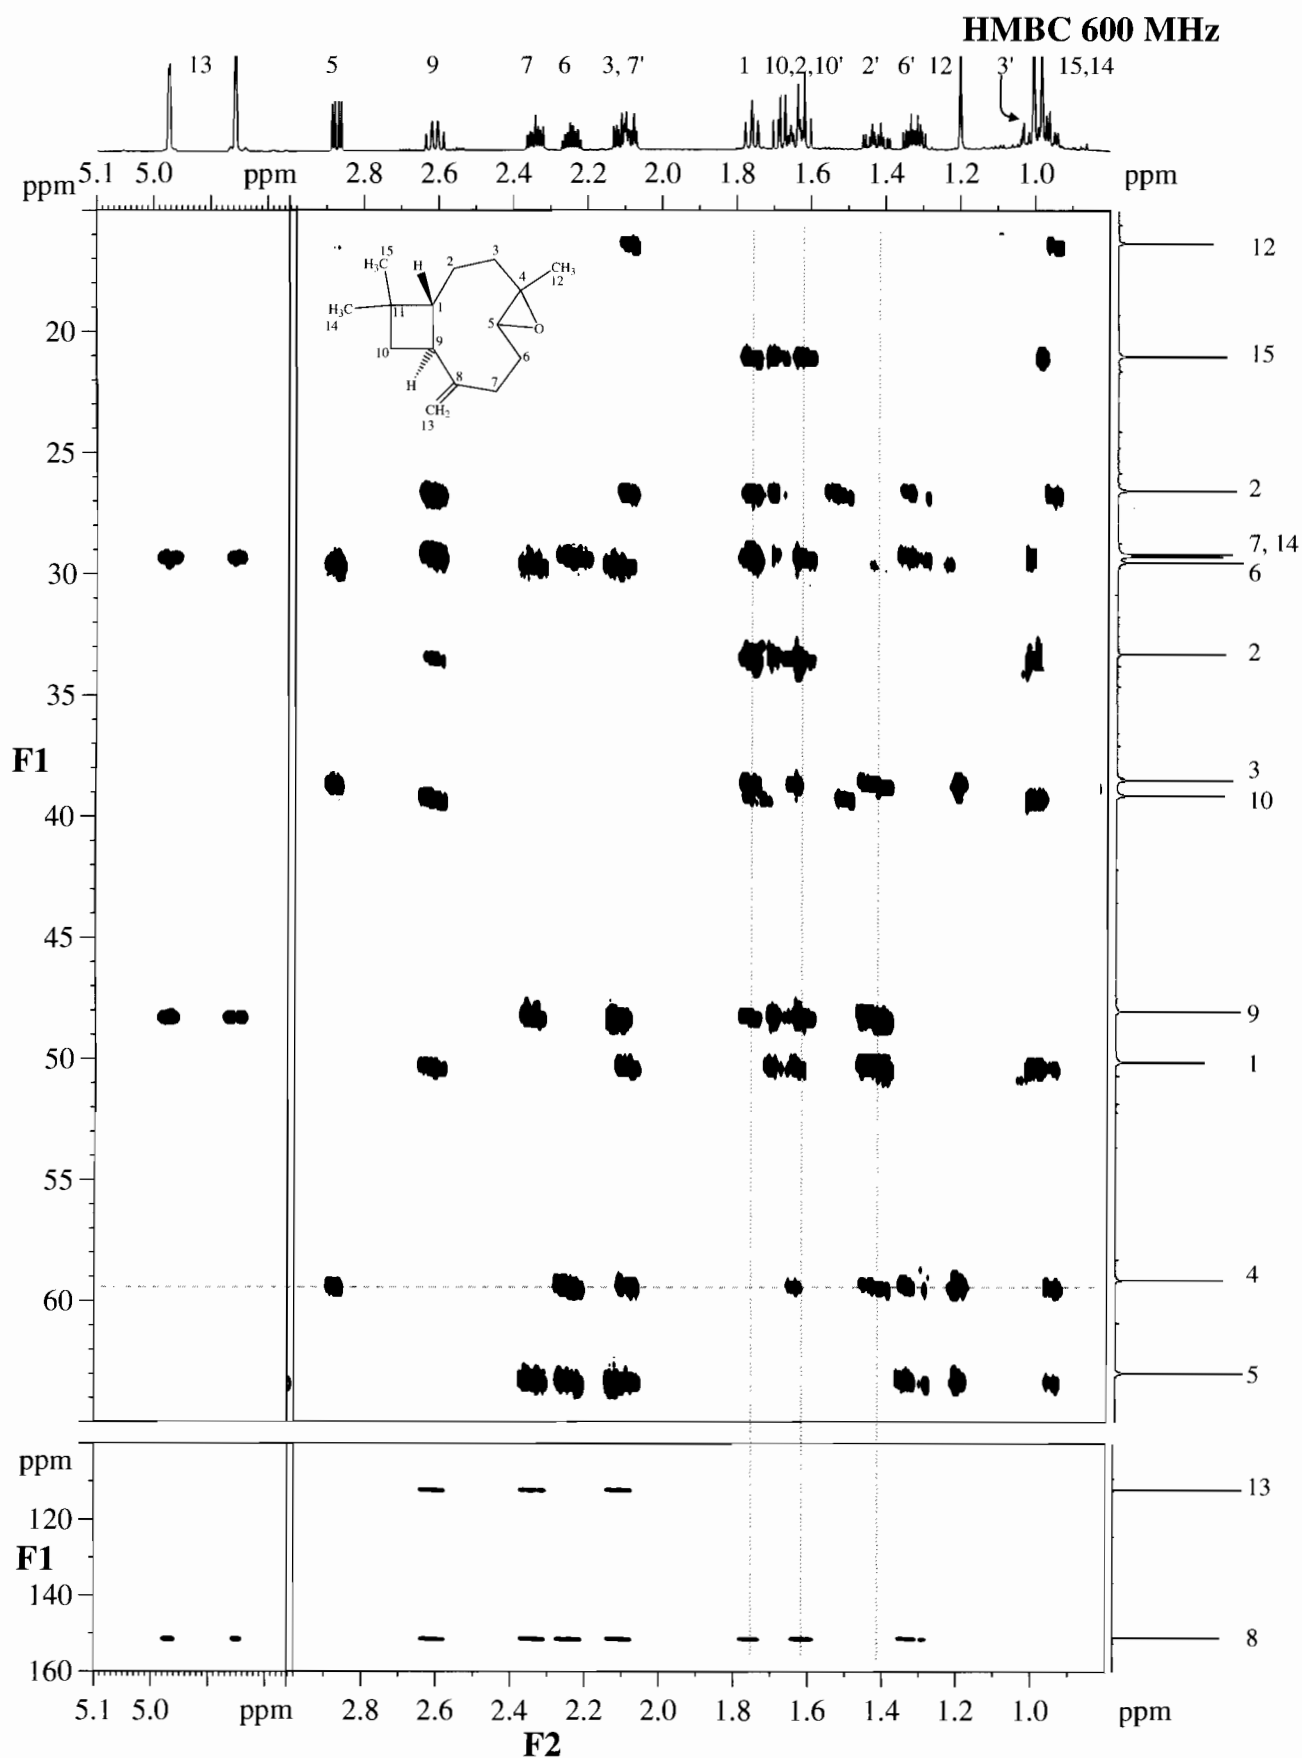 HMBC 600 MHz
13 5 9 7 6 3, 7' 1 10,2,10' 2' 6' 12 3' 15,14
ppm 5.1 5.0 ppm 2.8 2.6 2.4 2.2 2.0 1.8 1.6 1.4 1.2 1.0 ppm
12
15
H₃C
H
2
3
4
CH₃
12
H₃C
14
11
1
5
O
10
9
6
H
8
7
CH₂
13
20
15
25
2
7, 14
30
6
2
35
F1
3
40
10
45
9
50
1
55
4
60
5
ppm
13
120
F1
140
8
160
5.1 5.0 ppm 2.8 2.6 2.4 2.2 2.0 1.8 1.6 1.4 1.2 1.0 ppm
F2